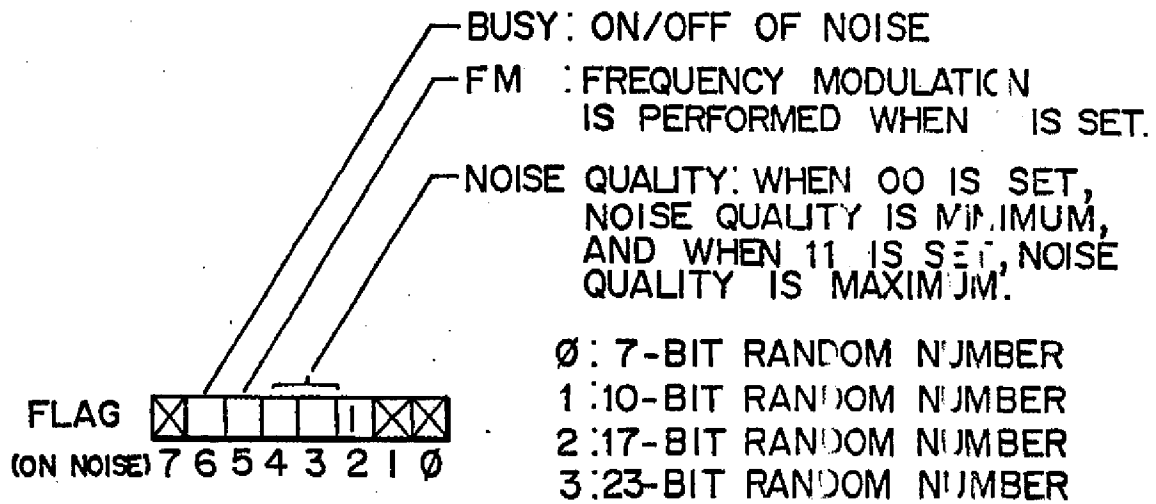 BUSY: ON/OFF OF NOISE
FM : FREQUENCY MODULATION
IS PERFORMED WHEN IS SET.
NOISE QUALITY: WHEN 00 IS SET,
NOISE QUALITY IS MINIMUM,
AND WHEN 11 IS SET, NOISE
QUALITY IS MAXIMUM.
Ø: 7-BIT RANDOM NUMBER
1: 10-BIT RANDOM NUMBER
2: 17-BIT RANDOM NUMBER
3: 23-BIT RANDOM NUMBER
FLAG 1
(ON NOISE) 7 6 5 4 3 2 1 Ø